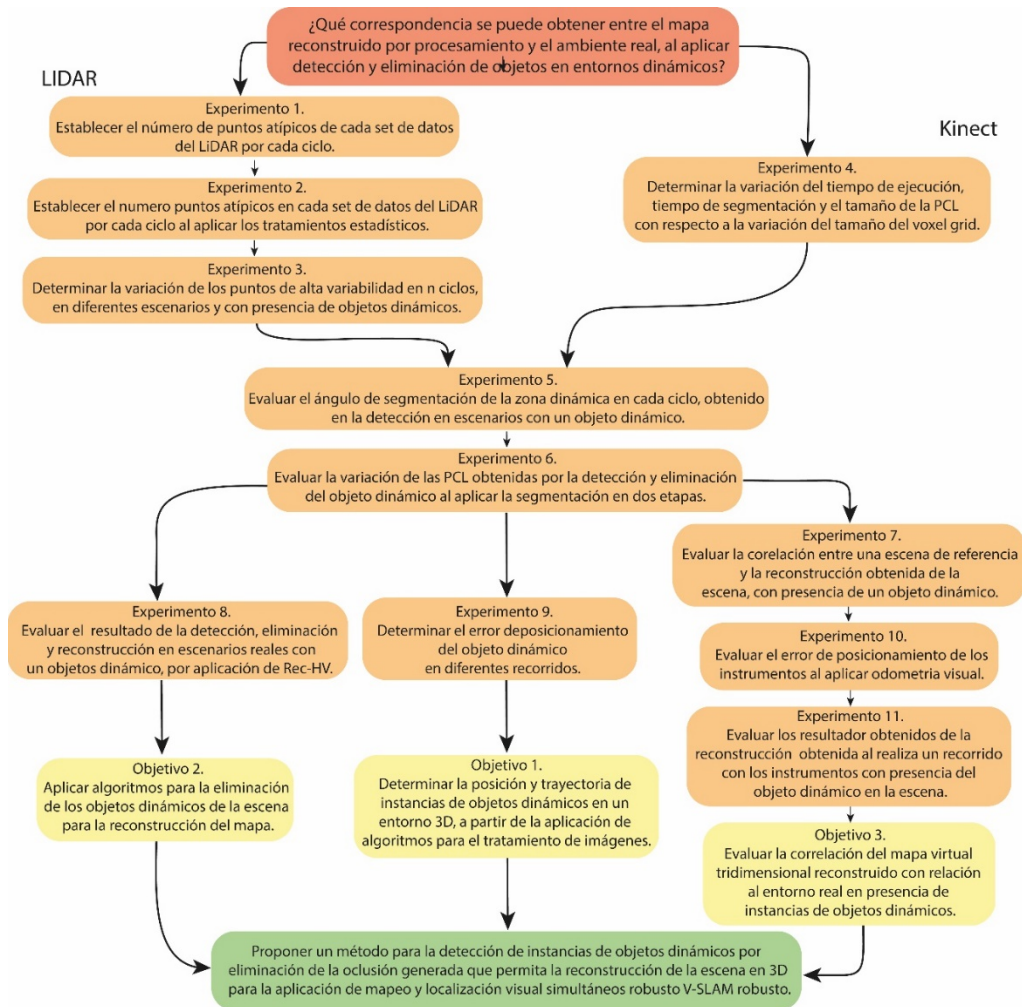 ¿Qué correspondencia se puede obtener entre el mapa
reconstruido por procesamiento y el ambiente real, al aplicar
detección y eliminación de objetos en entornos dinámicos?
LIDAR
Kinect
Experimento 1.
Establecer el número de puntos atípicos de cada set de datos
del LiDAR por cada ciclo.
Experimento 2.
Establecer el numero puntos atípicos en cada set de datos del LiDAR
por cada ciclo al aplicar los tratamientos estadísticos.
Experimento 3.
Determinar la variación de los puntos de alta variabilidad en n ciclos,
en diferentes escenarios y con presencia de objetos dinámicos.
Experimento 4.
Determinar la variación del tiempo de ejecución,
tiempo de segmentación y el tamaño de la PCL
con respecto a la variación del tamaño del voxel grid.
Experimento 5.
Evaluar el ángulo de segmentación de la zona dinámica en cada ciclo, obtenido
en la detección en escenarios con un objeto dinámico.
Experimento 6.
Evaluar la variación de las PCL obtenidas por la detección y eliminación
del objeto dinámico al aplicar la segmentación en dos etapas.
Experimento 7.
Evaluar la corelación entre una escena de referencia
y la reconstrucción obtenida de la
escena, con presencia de un objeto dinámico.
Experimento 8.
Evaluar el resultado de la detección, eliminación
y reconstrucción en escenarios reales con
un objetos dinámico, por aplicación de Rec-HV.
Experimento 9.
Determinar el error deposicionamiento
del objeto dinámico
en diferentes recorridos.
Experimento 10.
Evaluar el error de posicionamiento de los
instrumentos al aplicar odometria visual.
Experimento 11.
Evaluar los resultador obtenidos de la
reconstrucción obtenida al realiza un recorrido
con los instrumentos con presencia del
objeto dinámico en la escena.
Objetivo 2.
Aplicar algoritmos para la eliminación
de los objetos dinámicos de la escena
para la reconstrucción del mapa.
Objetivo 1.
Determinar la posición y trayectoria de
instancias de objetos dinámicos en un
entorno 3D, a partir de la aplicación de
algoritmos para el tratamiento de imágenes.
Objetivo 3.
Evaluar la correlación del mapa virtual
tridimensional reconstruido con relación
al entorno real en presencia de
instancias de objetos dinámicos.
Proponer un método para la detección de instancias de objetos dinámicos por
eliminación de la oclusión generada que permita la reconstrucción de la escena en 3D
para la aplicación de mapeo y localización visual simultáneos robusto V-SLAM robusto.